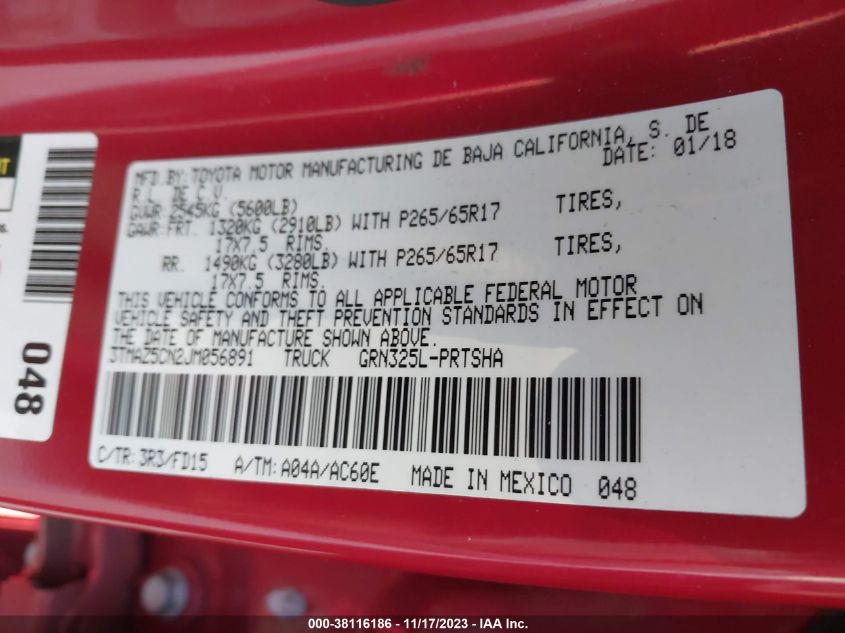 MFD.BY:TOYOTA MOTOR MANUFACTURING DE BAJA CALIFORNIA, S. DE
R.L. DE C.V. DATE: 01/18
GVWR 2545KG (5600LB)
GAWR:FRT. 1320KG (2910LB) WITH P265/65R17 TIRES,
17X7.5 RIMS.
RR. 1490KG (3280LB) WITH P265/65R17 TIRES,
17X7.5 RIMS.
THIS VEHICLE CONFORMS TO ALL APPLICABLE FEDERAL MOTOR
VEHICLE SAFETY AND THEFT PREVENTION STANDARDS IN EFFECT ON
THE DATE OF MANUFACTURE SHOWN ABOVE.
3TMAZ5CN2JM056891 TRUCK GRN325L-PRTSHA
C/TR:3R3/FD15 A/TM:A04A/AC60E MADE IN MEXICO 048
048
000-38116186 - 11/17/2023 - IAA Inc.